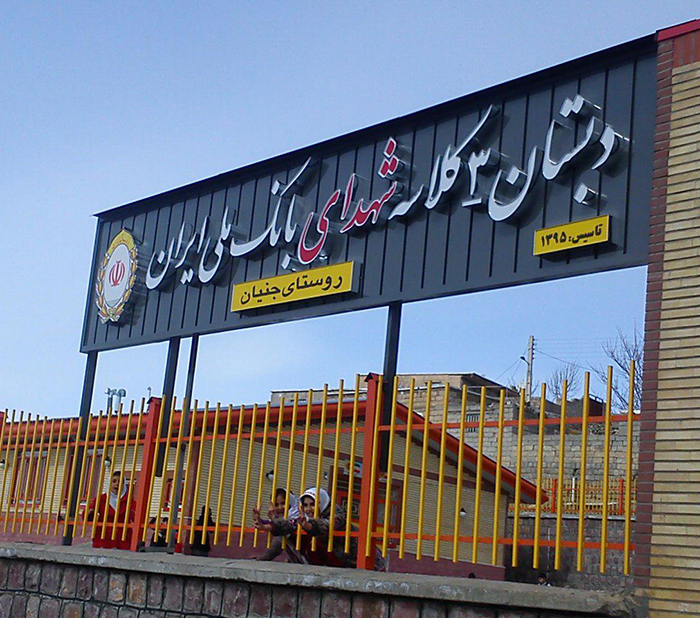 دبستان ۳ کلاسه شهدای بانک ملی ایران
تاسیس: ۱۳۹۵
روستای جنیان